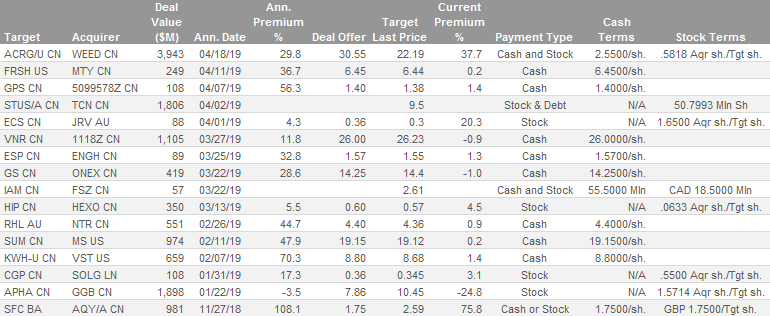 Target Acquirer Deal Value ($M) Ann. Date Ann. Premium % Deal Offer Target Last Price Current Premium % Payment Type Cash Terms Stock Terms
ACRG/U CN WEED CN 3,943 04/18/19 29.8 30.55 22.19 37.7 Cash and Stock 2.5500/sh. .5818 Aqr sh./Tgt sh.
FRSH US MTY CN 249 04/11/19 36.7 6.45 6.44 0.2 Cash 6.4500/sh.
GPS CN 5099578Z CN 108 04/07/19 56.3 1.40 1.38 1.4 Cash 1.4000/sh.
STUS/A CN TCN CN 1,806 04/02/19 9.5 Stock & Debt N/A 50.7993 Mln Sh
ECS CN JRV AU 88 04/01/19 4.3 0.36 0.3 20.3 Stock N/A 1.6500 Aqr sh./Tgt sh.
VNR CN 1118Z CN 1,105 03/27/19 11.8 26.00 26.23 -0.9 Cash 26.0000/sh.
ESP CN ENGH CN 89 03/25/19 32.8 1.57 1.55 1.3 Cash 1.5700/sh.
GS CN ONEX CN 419 03/22/19 28.6 14.25 14.4 -1.0 Cash 14.2500/sh.
IAM CN FSZ CN 57 03/22/19 2.61 Cash and Stock 55.5000 Mln CAD 18.5000 Mln
HIP CN HEXO CN 350 03/13/19 5.5 0.60 0.57 4.5 Stock N/A .0633 Aqr sh./Tgt sh.
RHL AU NTR CN 551 02/26/19 44.7 4.40 4.36 0.9 Cash 4.4000/sh.
SUM CN MS US 974 02/11/19 47.9 19.15 19.12 0.2 Cash 19.1500/sh.
KWH-U CN VST US 659 02/07/19 70.3 8.80 8.68 1.4 Cash 8.8000/sh.
CGP CN SOLG LN 108 01/31/19 17.3 0.36 0.345 3.1 Stock N/A .5500 Aqr sh./Tgt sh.
APHA CN GGB CN 1,898 01/22/19 -3.5 7.86 10.45 -24.8 Stock N/A 1.5714 Aqr sh./Tgt sh.
SFC BA AQY/A CN 981 11/27/18 108.1 1.75 2.59 75.8 Cash or Stock 1.7500/sh. GBP 1.7500/Tgt sh.